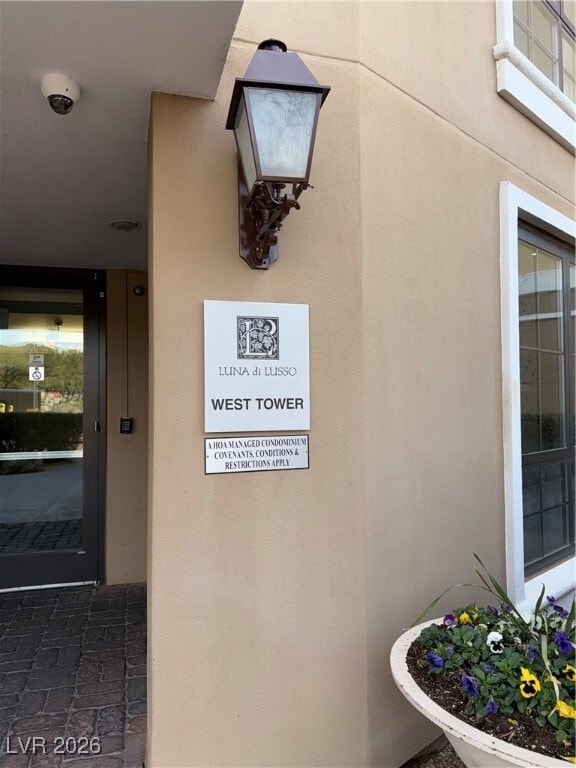 LUNA di LUSSO
WEST TOWER
A HOA MANAGED CONDOMINIUM
COVENANTS, CONDITIONS &
RESTRICTIONS APPLY
LVR 2026